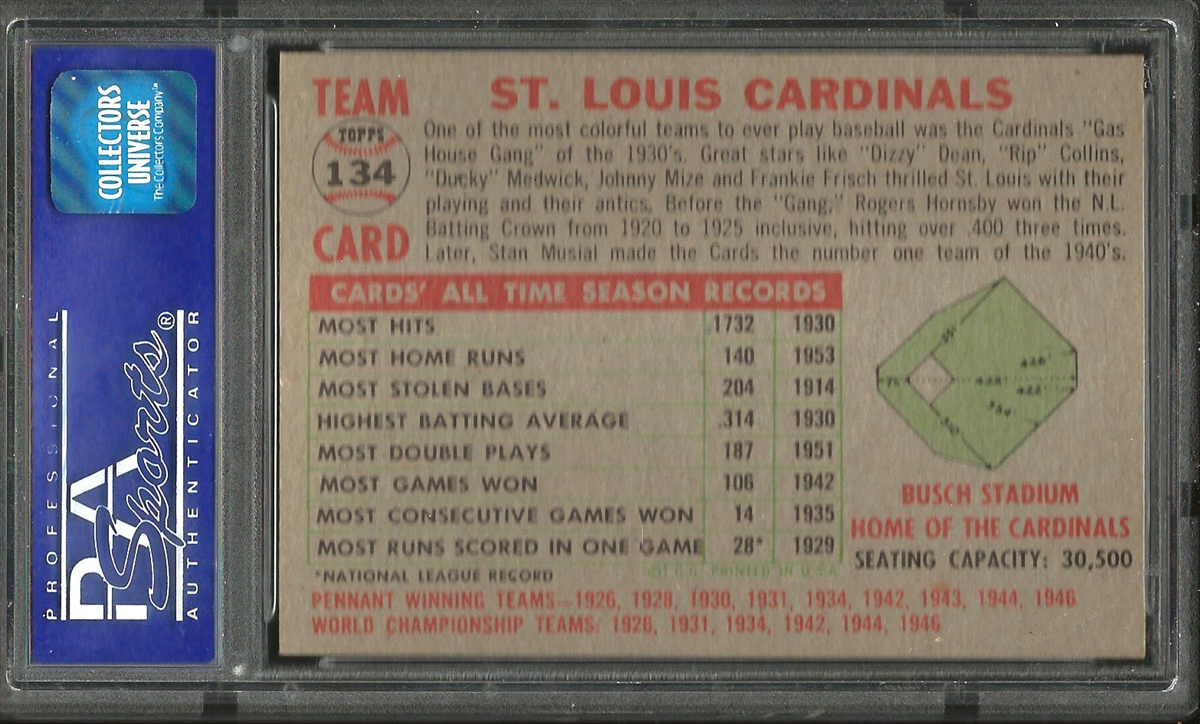 COLLECTORS
UNIVERSE
The Collectors Company™
PROFESSIONAL
PSA
Sports®
AUTHENTICATOR
TEAM
TOPPS
134
CARD
ST. LOUIS CARDINALS
One of the most colorful teams to ever play baseball was the Cardinals "Gas
House Gang" of the 1930's. Great stars like "Dizzy" Dean, "Rip" Collins,
"Ducky" Medwick, Johnny Mize and Frankie Frisch thrilled St. Louis with their
playing and their antics. Before the "Gang," Rogers Hornsby won the N.L.
Batting Crown from 1920 to 1925 inclusive, hitting over .400 three times.
Later, Stan Musial made the Cards the number one team of the 1940's.
CARDS' ALL TIME SEASON RECORDS
MOST HITS 1732 1930
MOST HOME RUNS 140 1953
MOST STOLEN BASES 204 1914
HIGHEST BATTING AVERAGE .314 1930
MOST DOUBLE PLAYS 187 1951
MOST GAMES WON 106 1942
MOST CONSECUTIVE GAMES WON 14 1935
MOST RUNS SCORED IN ONE GAME 28* 1929
*NATIONAL LEAGUE RECORD
©T.C.G. PRINTED IN U.S.A.
426'
422'
354'
310'
BUSCH STADIUM
HOME OF THE CARDINALS
SEATING CAPACITY: 30,500
PENNANT WINNING TEAMS—1926, 1928, 1930, 1931, 1934, 1942, 1943, 1944, 1946
WORLD CHAMPIONSHIP TEAMS: 1926, 1931, 1934, 1942, 1944, 1946